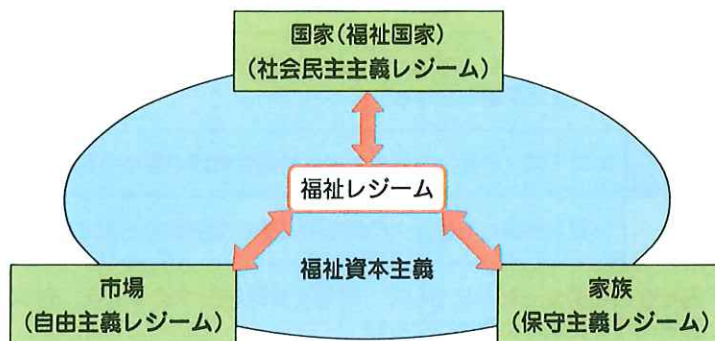 国家(福祉国家)
(社会民主主義レジーム)
福祉レジーム
福祉資本主義
市場
(自由主義レジーム)
家族
(保守主義レジーム)